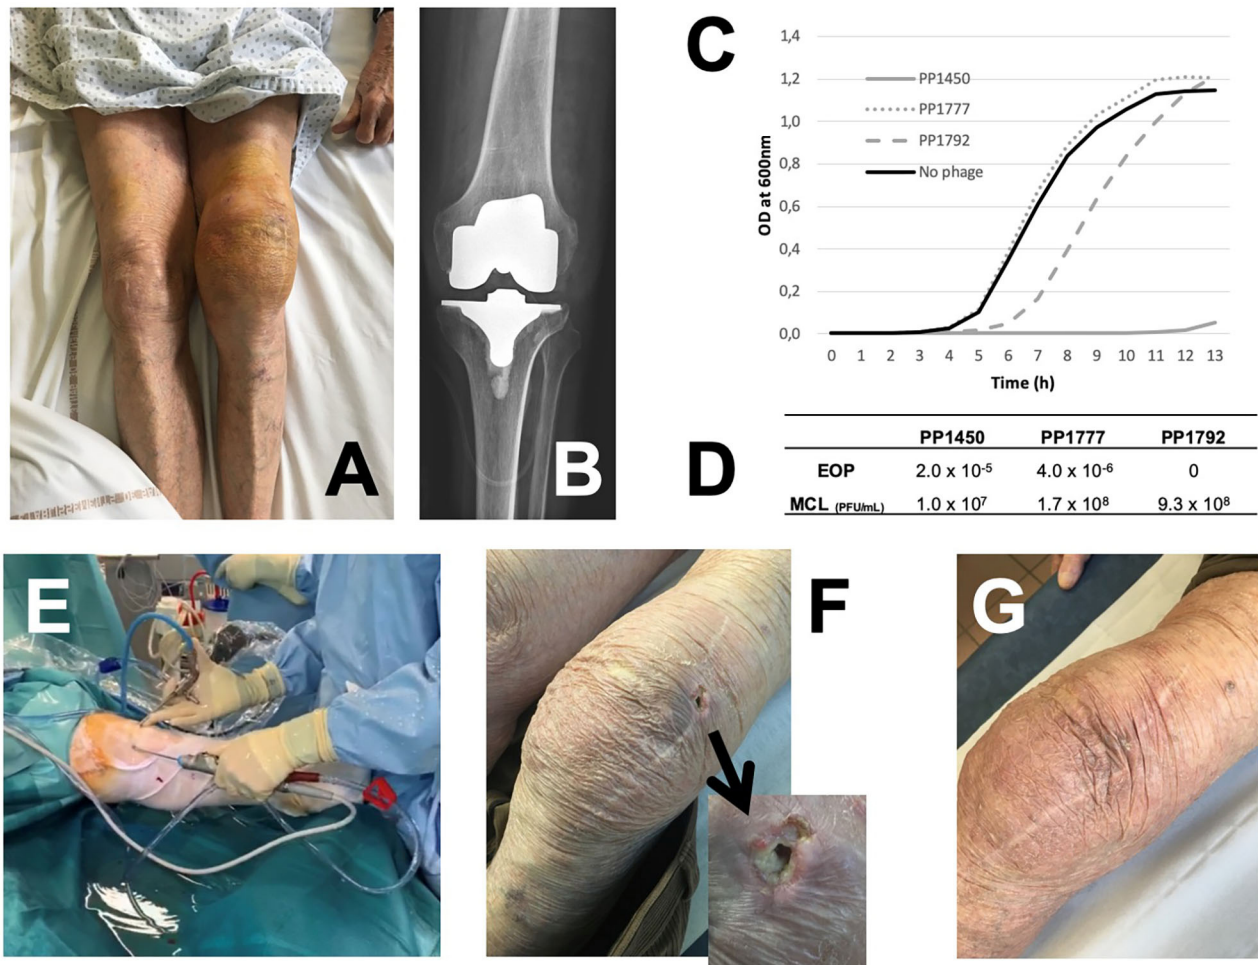 A
B
C
1,4
1,2
1,0
0,8
0,6
0,4
0,2
0,0
OD at 600nm
PP1450
PP1777
PP1792
No phage
0 1 2 3 4 5 6 7 8 9 10 11 12 13
Time (h)
D
PP1450 PP1777 PP1792
EOP 2.0 x 10⁻⁵ 4.0 x 10⁻⁶ 0
MCL (PFU/mL) 1.0 x 10⁷ 1.7 x 10⁸ 9.3 x 10⁸
E
F
G